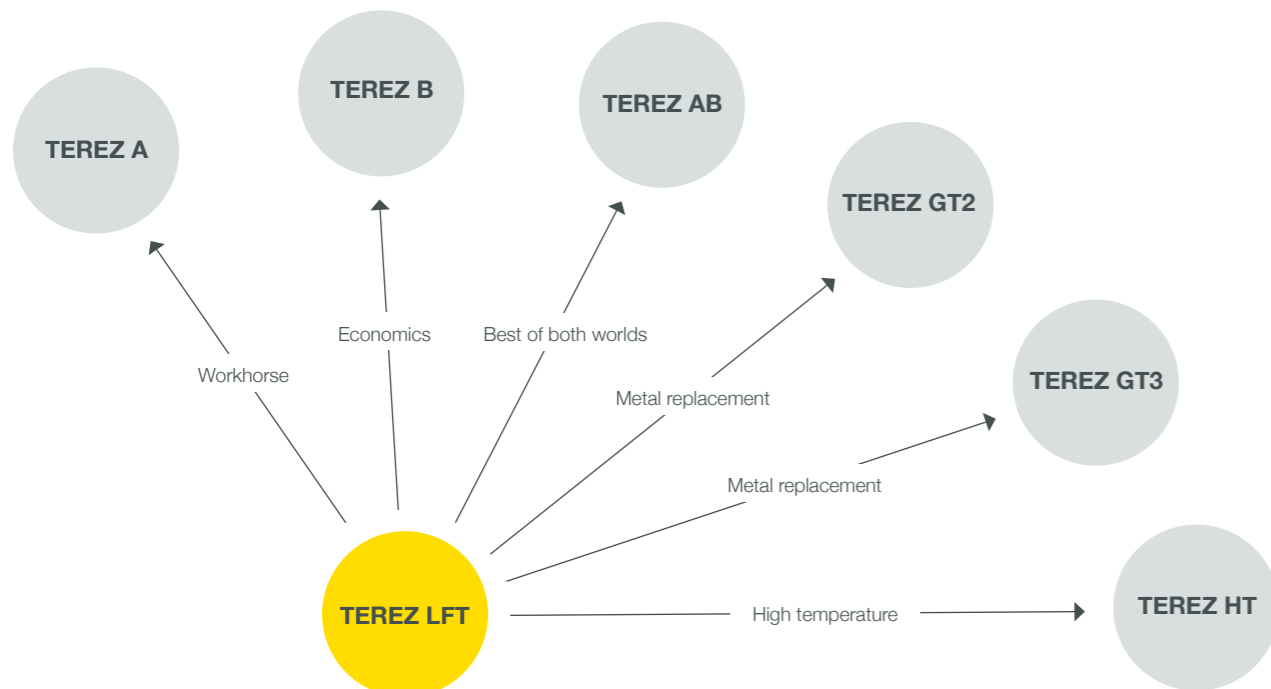 TEREZ B
TEREZ AB
TEREZ A
TEREZ GT2
Economics
Best of both worlds
Workhorse
TEREZ GT3
Metal replacement
Metal replacement
TEREZ HT
TEREZ LFT
High temperature